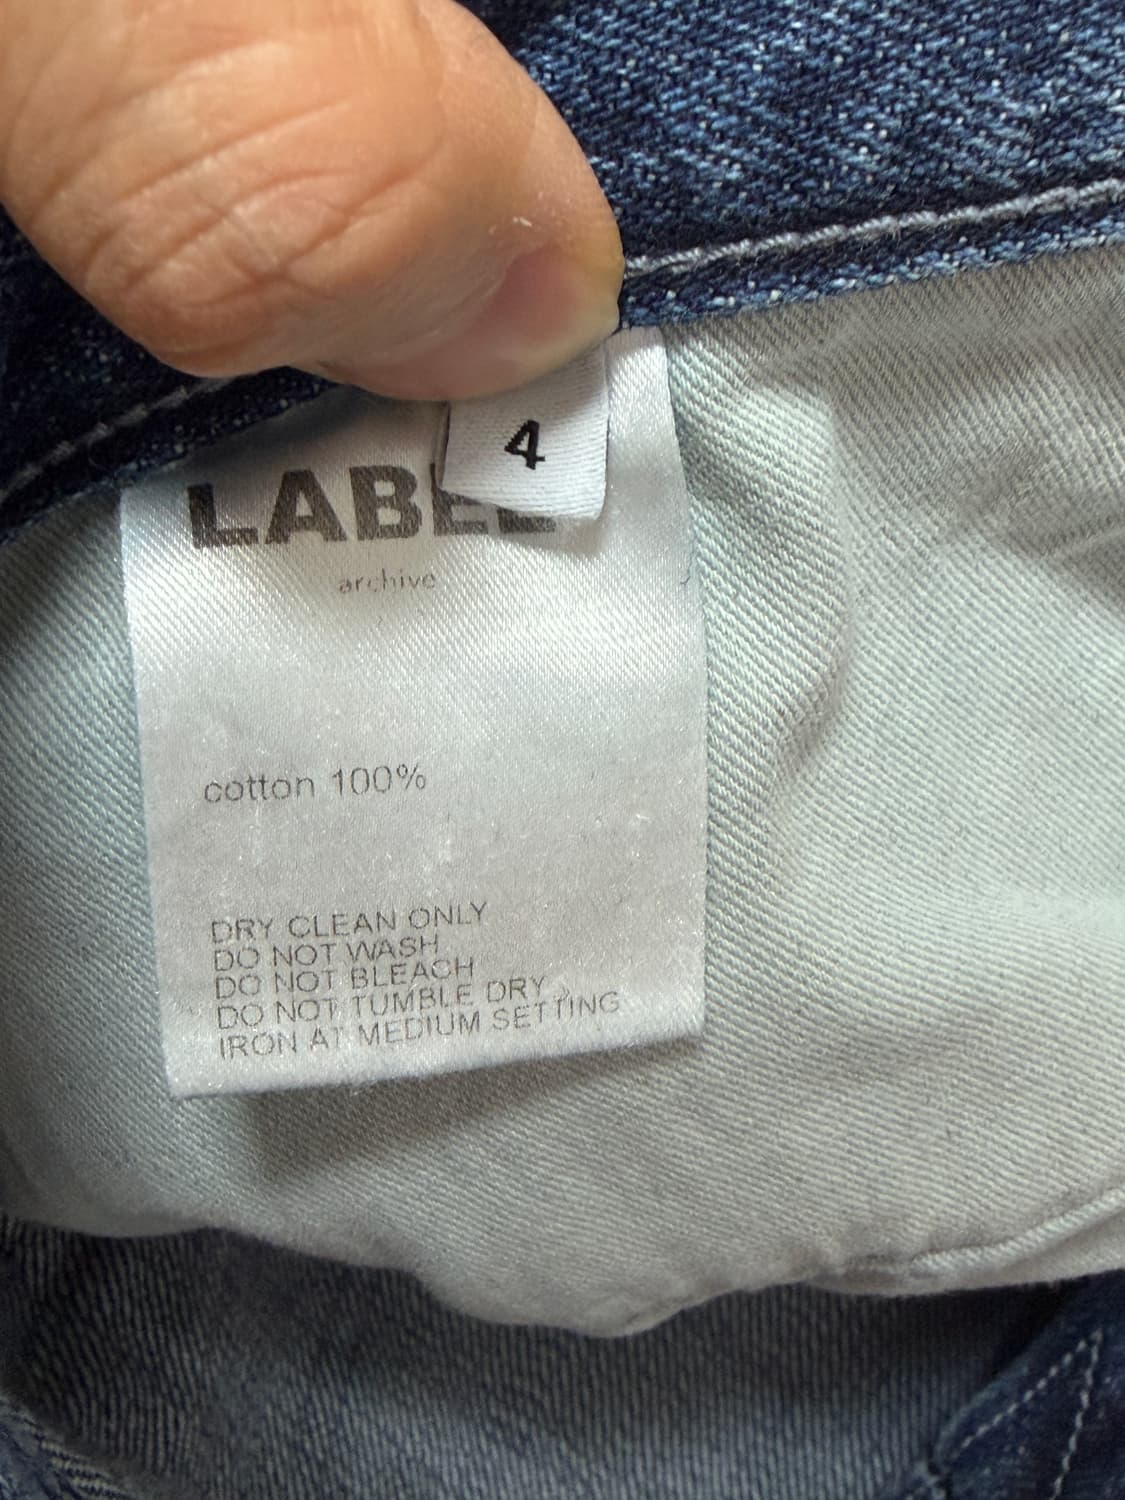 4
LABEL
archive
cotton 100%
DRY CLEAN ONLY
DO NOT WASH
DO NOT BLEACH
DO NOT TUMBLE DRY
IRON AT MEDIUM SETTING